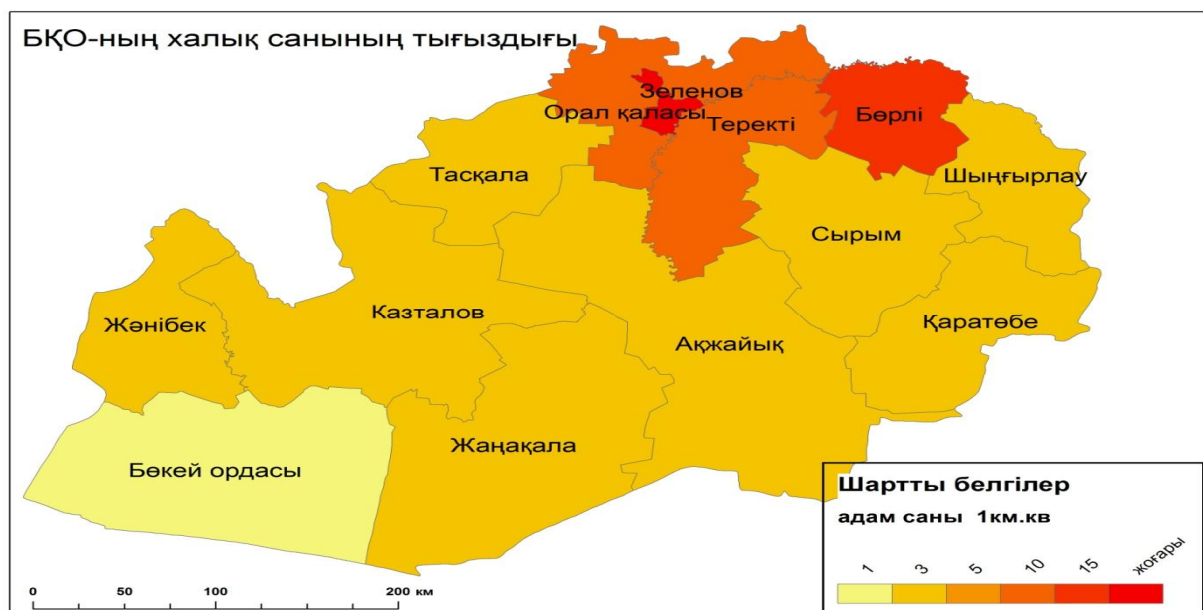 БҚО-ның халық санының тығыздығы
Зеленов
Орал қаласы
Теректі
Бөрлі
Тасқала
Шыңғырлау
Сырым
Жәнібек
Казталов
Ақжайық
Қаратөбе
Жаңақала
Бөкей ордасы
Шартты белгілер
адам саны 1км.кв
1 3 5 10 15 жоғары
0 50 100 200 км